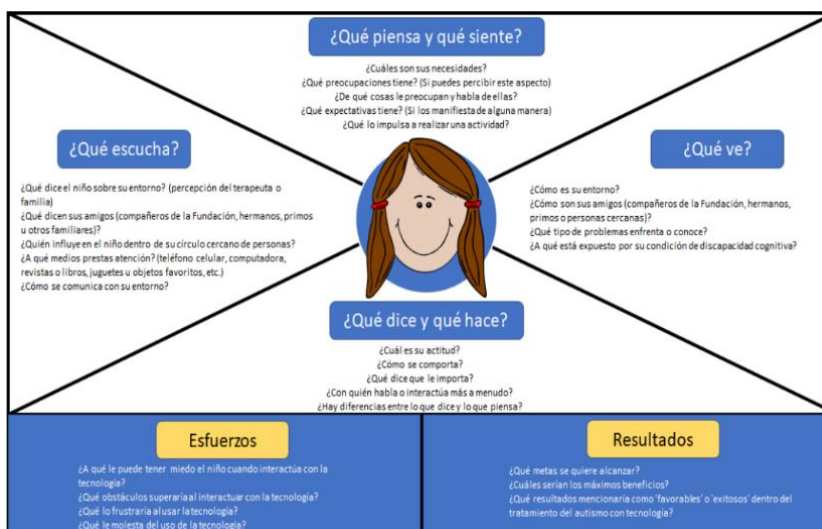 ¿Qué piensa y qué siente?
¿Cuáles son sus necesidades?
¿Qué preocupaciones tiene? (Si puedes percibir este aspecto)
¿De qué cosas le preocupan y habla de ellas?
¿Qué expectativas tiene? (Si los manifiesta de alguna manera)
¿Qué lo impulsa a realizar una actividad?
¿Qué escucha?
¿Qué dice el niño sobre su entorno? (percepción del terapeuta o
familia)
¿Qué dicen sus amigos (compañeros de la Fundación, hermanos, primos
u otros familiares)?
¿Quién influye en el niño dentro de su círculo cercano de personas?
¿A qué medios prestas atención? (teléfono celular, computadora,
revistas o libros, juguetes u objetos favoritos, etc.)
¿Cómo se comunica con su entorno?
¿Qué ve?
¿Cómo es su entorno?
¿Cómo son sus amigos (compañeros de la Fundación, hermanos,
primos o personas cercanas)?
¿Qué tipo de problemas enfrenta o conoce?
¿A qué está expuesto por su condición de discapacidad cognitiva?
¿Qué dice y qué hace?
¿Cuál es su actitud?
¿Cómo se comporta?
¿Qué dice que le importa?
¿Con quién habla o interactúa más a menudo?
¿Hay diferencias entre lo que dice y lo que piensa?
Esfuerzos
¿A qué le puede tener miedo el niño cuando interactúa con la
tecnología?
¿Qué obstáculos superaría al interactuar con la tecnología?
¿Qué lo frustraría al usar la tecnología?
¿Qué le molesta del uso de la tecnología?
Resultados
¿Qué metas se quiere alcanzar?
¿Cuáles serían los máximos beneficios?
¿Qué resultados mencionaría como 'favorables' o 'exitosos' dentro del
tratamiento del autismo con tecnología?